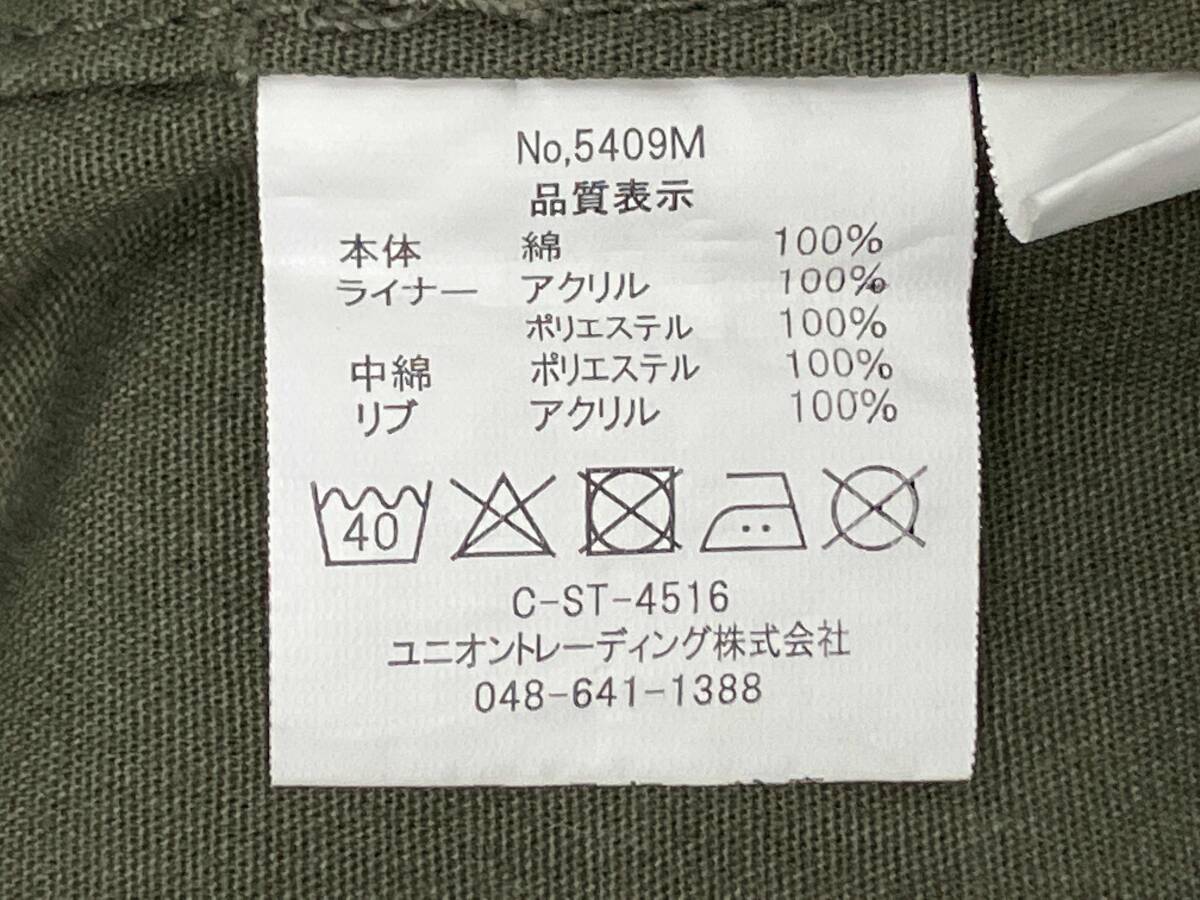 No,5409M
品質表示
本体 綿 100%
ライナー アクリル 100%
ポリエステル 100%
中綿 ポリエステル 100%
リブ アクリル 100%
40
C-ST-4516
ユニオントレーディング株式会社
048-641-1388